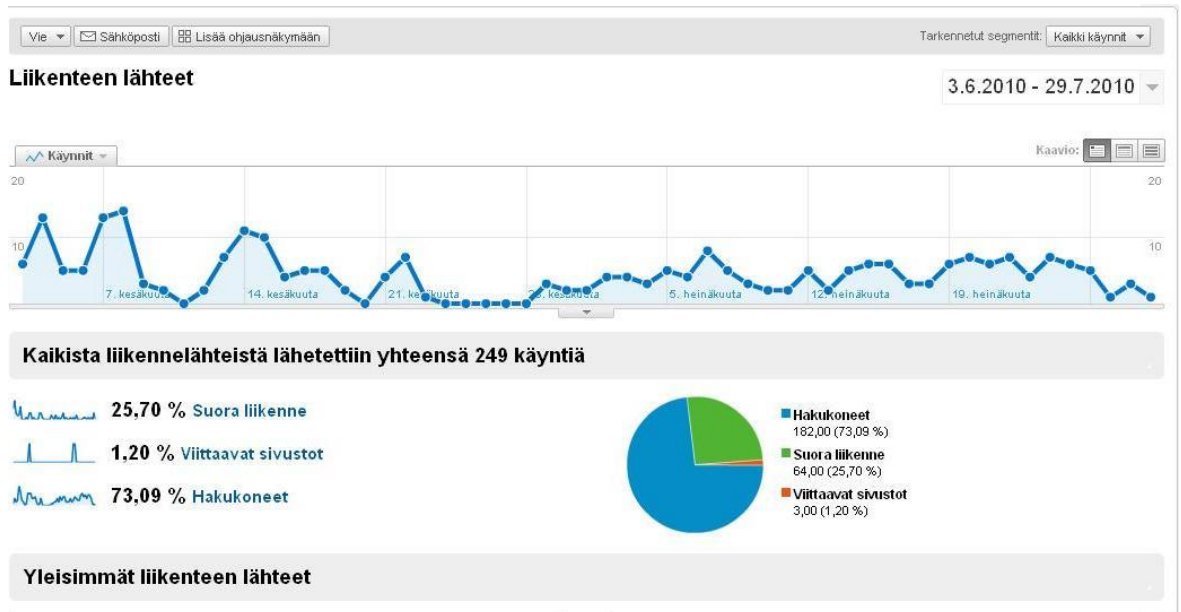 Vie Sähköposti Lisää ohjausnäkymään Tarkennetut segmentit: Kaikki käynnit
Liikenteen lähteet
3.6.2010 - 29.7.2010
Käynnit Kaavio:
20 20
10 10
7. kesäkuuta 14. kesäkuuta 21. kesäkuuta 28. kesäkuuta 5. heinäkuuta 12. heinäkuuta 19. heinäkuuta
Kaikista liikennelähteistä lähetettiin yhteensä 249 käyntiä
25,70 % Suora liikenne
1,20 % Viittaavat sivustot
73,09 % Hakukoneet
Hakukoneet
182,00 (73,09 %)
Suora liikenne
64,00 (25,70 %)
Viittaavat sivustot
3,00 (1,20 %)
Yleisimmät liikenteen lähteet